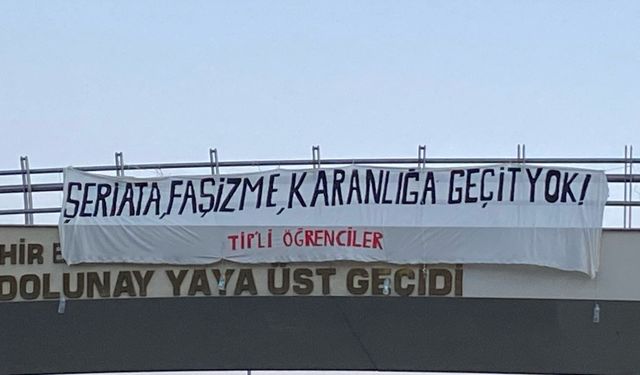 ŞERİATA, FAŞİZME, KARANLIĞA GEÇİT YOK!
TİP'Lİ ÖĞRENCİLER
DOLUNAY YAYA ÜST GEÇİDİ